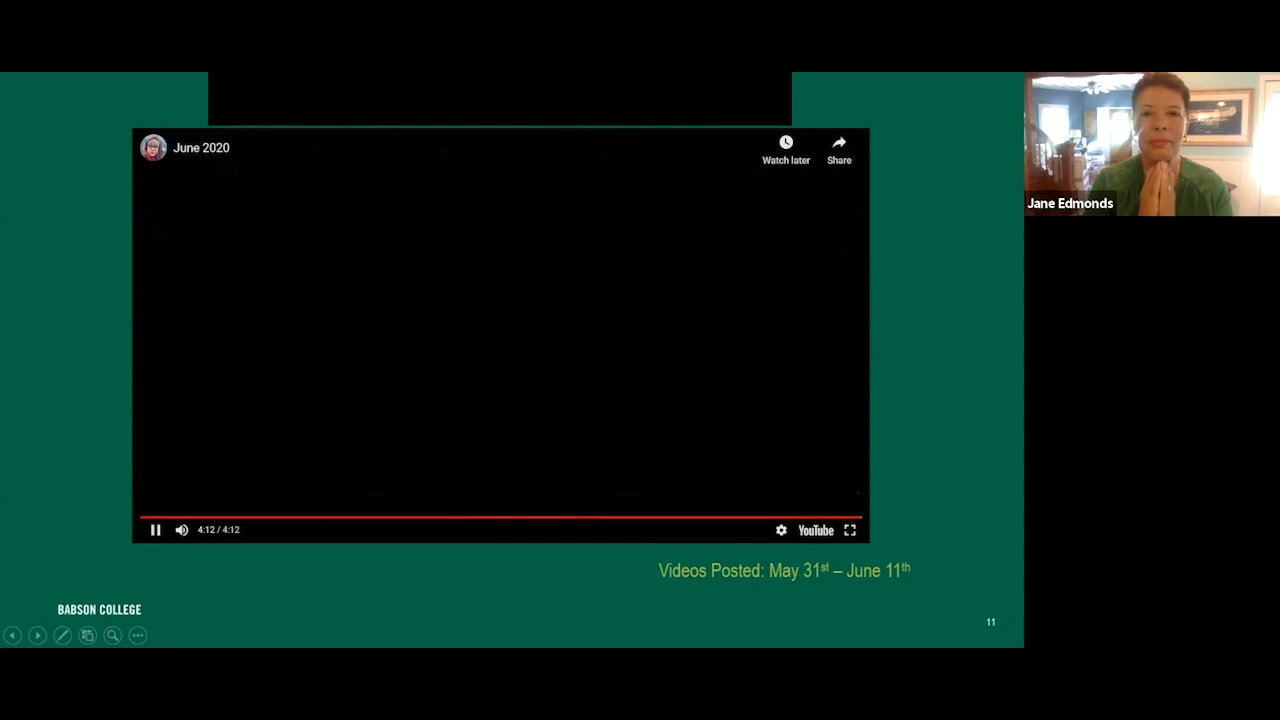 June 2020
Watch later
Share
Jane Edmonds
4:12 / 4:12
YouTube
Videos Posted: May 31st – June 11th
BABSON COLLEGE
11